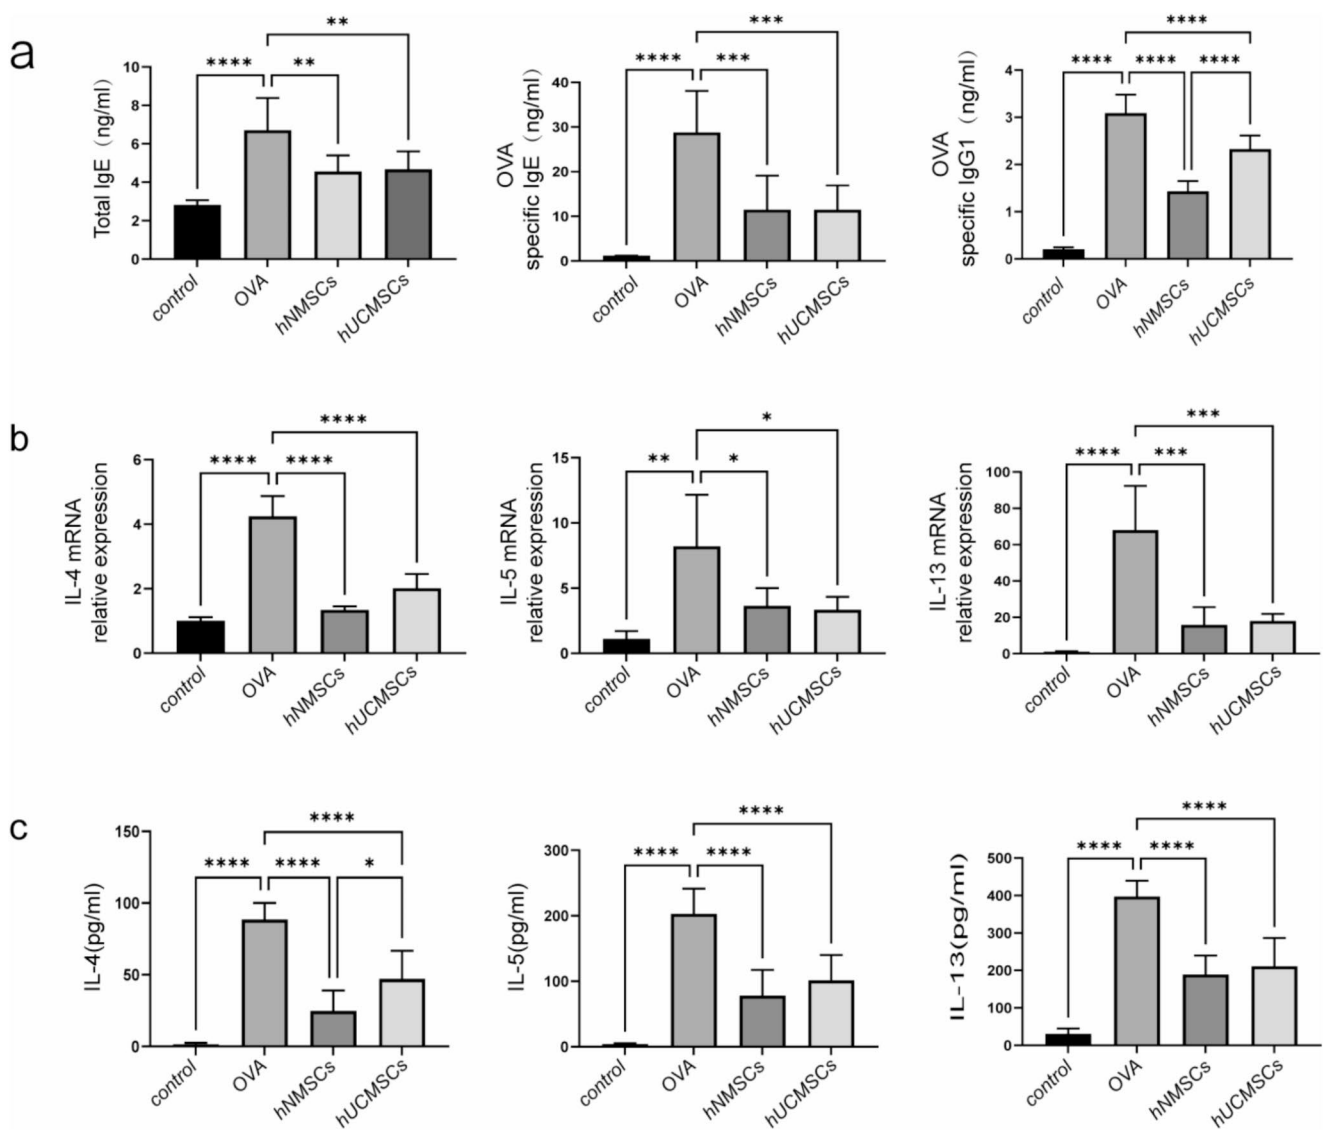 a
Total IgE (ng/ml)
10
8
6
4
2
0
**
****
**
control
OVA
hNMSCs
hUCMSCs
OVA
specific IgE (ng/ml)
40
30
20
10
0
***
****
***
control
OVA
hNMSCs
hUCMSCs
OVA
specific IgG1 (ng/ml)
4
3
2
1
0
****
****
****
****
control
OVA
hNMSCs
hUCMSCs
b
IL-4 mRNA
relative expression
6
4
2
0
****
****
****
control
OVA
hNMSCs
hUCMSCs
IL-5 mRNA
relative expression
15
10
5
0
*
**
*
control
OVA
hNMSCs
hUCMSCs
IL-13 mRNA
relative expression
100
80
60
40
20
0
***
****
***
control
OVA
hNMSCs
hUCMSCs
c
IL-4(pg/ml)
150
100
50
0
****
****
****
*
control
OVA
hNMSCs
hUCMSCs
IL-5(pg/ml)
300
200
100
0
****
****
****
control
OVA
hNMSCs
hUCMSCs
IL-13(pg/ml)
500
400
300
200
100
0
****
****
****
control
OVA
hNMSCs
hUCMSCs